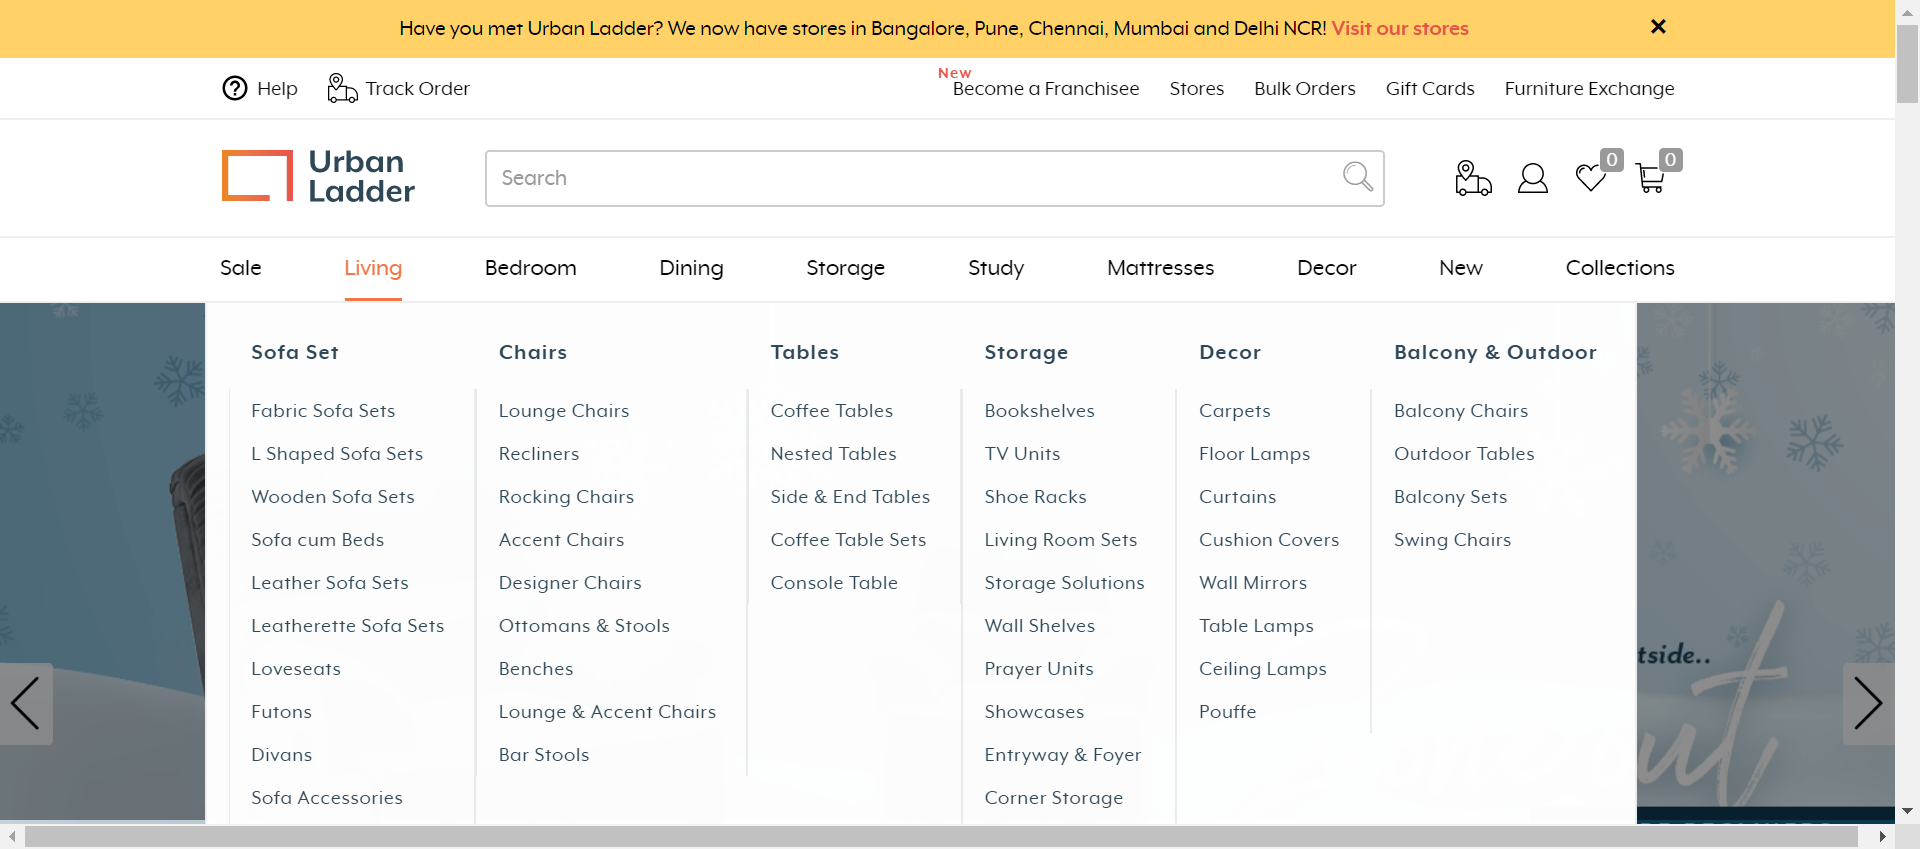 Have you met Urban Ladder? We now have stores in Bangalore, Pune, Chennai, Mumbai and Delhi NCR! Visit our stores
Help
Track Order
New
Become a Franchisee
Stores
Bulk Orders
Gift Cards
Furniture Exchange
Urban
Ladder
Search
0
0
Sale
Living
Bedroom
Dining
Storage
Study
Mattresses
Decor
New
Collections
Sofa Set
Fabric Sofa Sets
L Shaped Sofa Sets
Wooden Sofa Sets
Sofa cum Beds
Leather Sofa Sets
Leatherette Sofa Sets
Loveseats
Futons
Divans
Sofa Accessories
Chairs
Lounge Chairs
Recliners
Rocking Chairs
Accent Chairs
Designer Chairs
Ottomans & Stools
Benches
Lounge & Accent Chairs
Bar Stools
Tables
Coffee Tables
Nested Tables
Side & End Tables
Coffee Table Sets
Console Table
Storage
Bookshelves
TV Units
Shoe Racks
Living Room Sets
Storage Solutions
Wall Shelves
Prayer Units
Showcases
Entryway & Foyer
Corner Storage
Decor
Carpets
Floor Lamps
Curtains
Cushion Covers
Wall Mirrors
Table Lamps
Ceiling Lamps
Pouffe
Balcony & Outdoor
Balcony Chairs
Outdoor Tables
Balcony Sets
Swing Chairs
tside..
ut